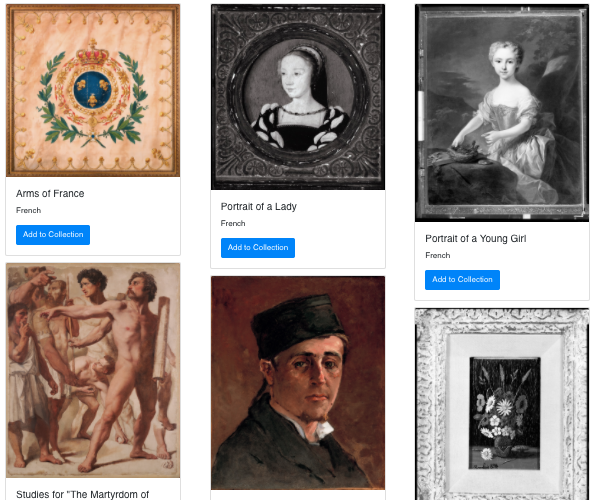 Arms of France
French
Add to Collection
Portrait of a Lady
French
Add to Collection
Portrait of a Young Girl
French
Add to Collection
Studies for "The Martyrdom of